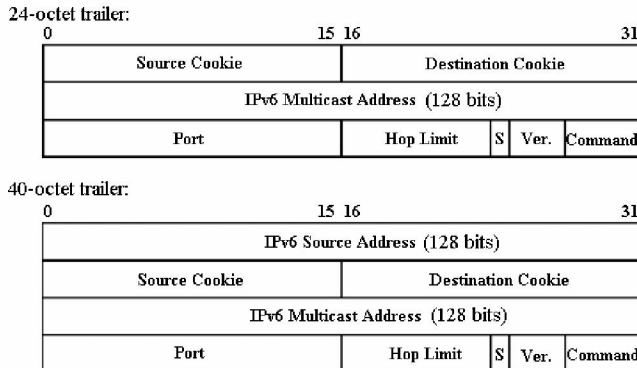 24-octet trailer:
0 15 16 31
Source Cookie Destination Cookie
IPv6 Multicast Address (128 bits)
Port Hop Limit S Ver. Command
40-octet trailer:
0 15 16 31
IPv6 Source Address (128 bits)
Source Cookie Destination Cookie
IPv6 Multicast Address (128 bits)
Port Hop Limit S Ver. Command